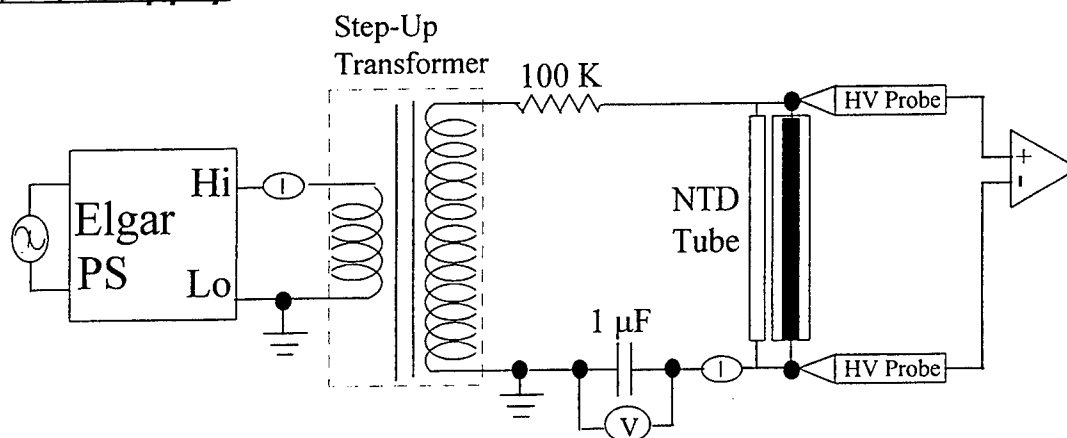 Step-Up
Transformer
100 K
HV Probe
Hi
I
Elgar
PS
Lo
NTD
Tube
+
-
1 µF
I
V
HV Probe